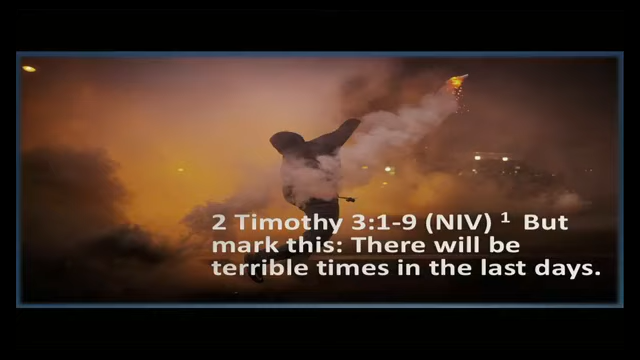 2 Timothy 3:1-9 (NIV) ¹ But
mark this: There will be
terrible times in the last days.